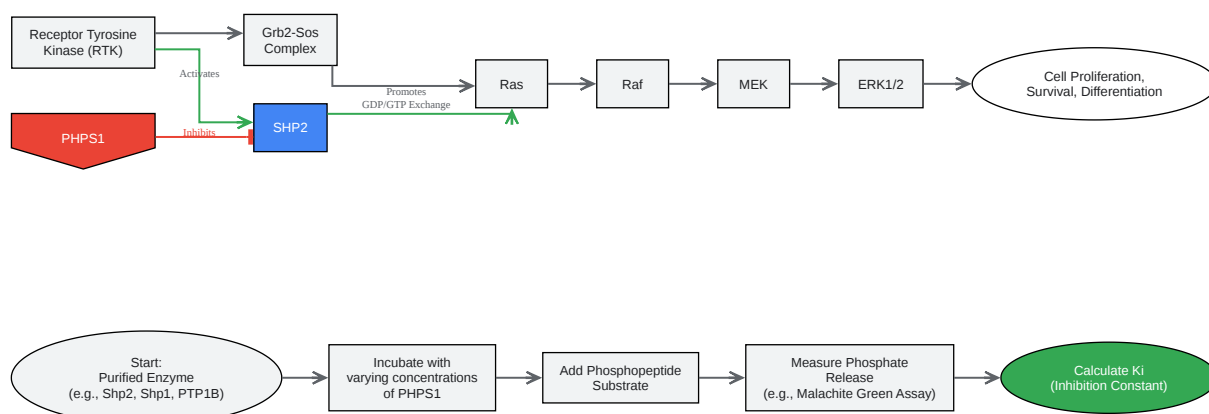 Receptor Tyrosine
Kinase (RTK)
Grb2-Sos
Complex
Activates
Promotes
GDP/GTP Exchange
Ras
Raf
MEK
ERK1/2
Cell Proliferation,
Survival, Differentiation
PHPS1
Inhibits
SHP2
Start:
Purified Enzyme
(e.g., Shp2, Shp1, PTP1B)
Incubate with
varying concentrations
of PHPS1
Add Phosphopeptide
Substrate
Measure Phosphate
Release
(e.g., Malachite Green Assay)
Calculate Ki
(Inhibition Constant)